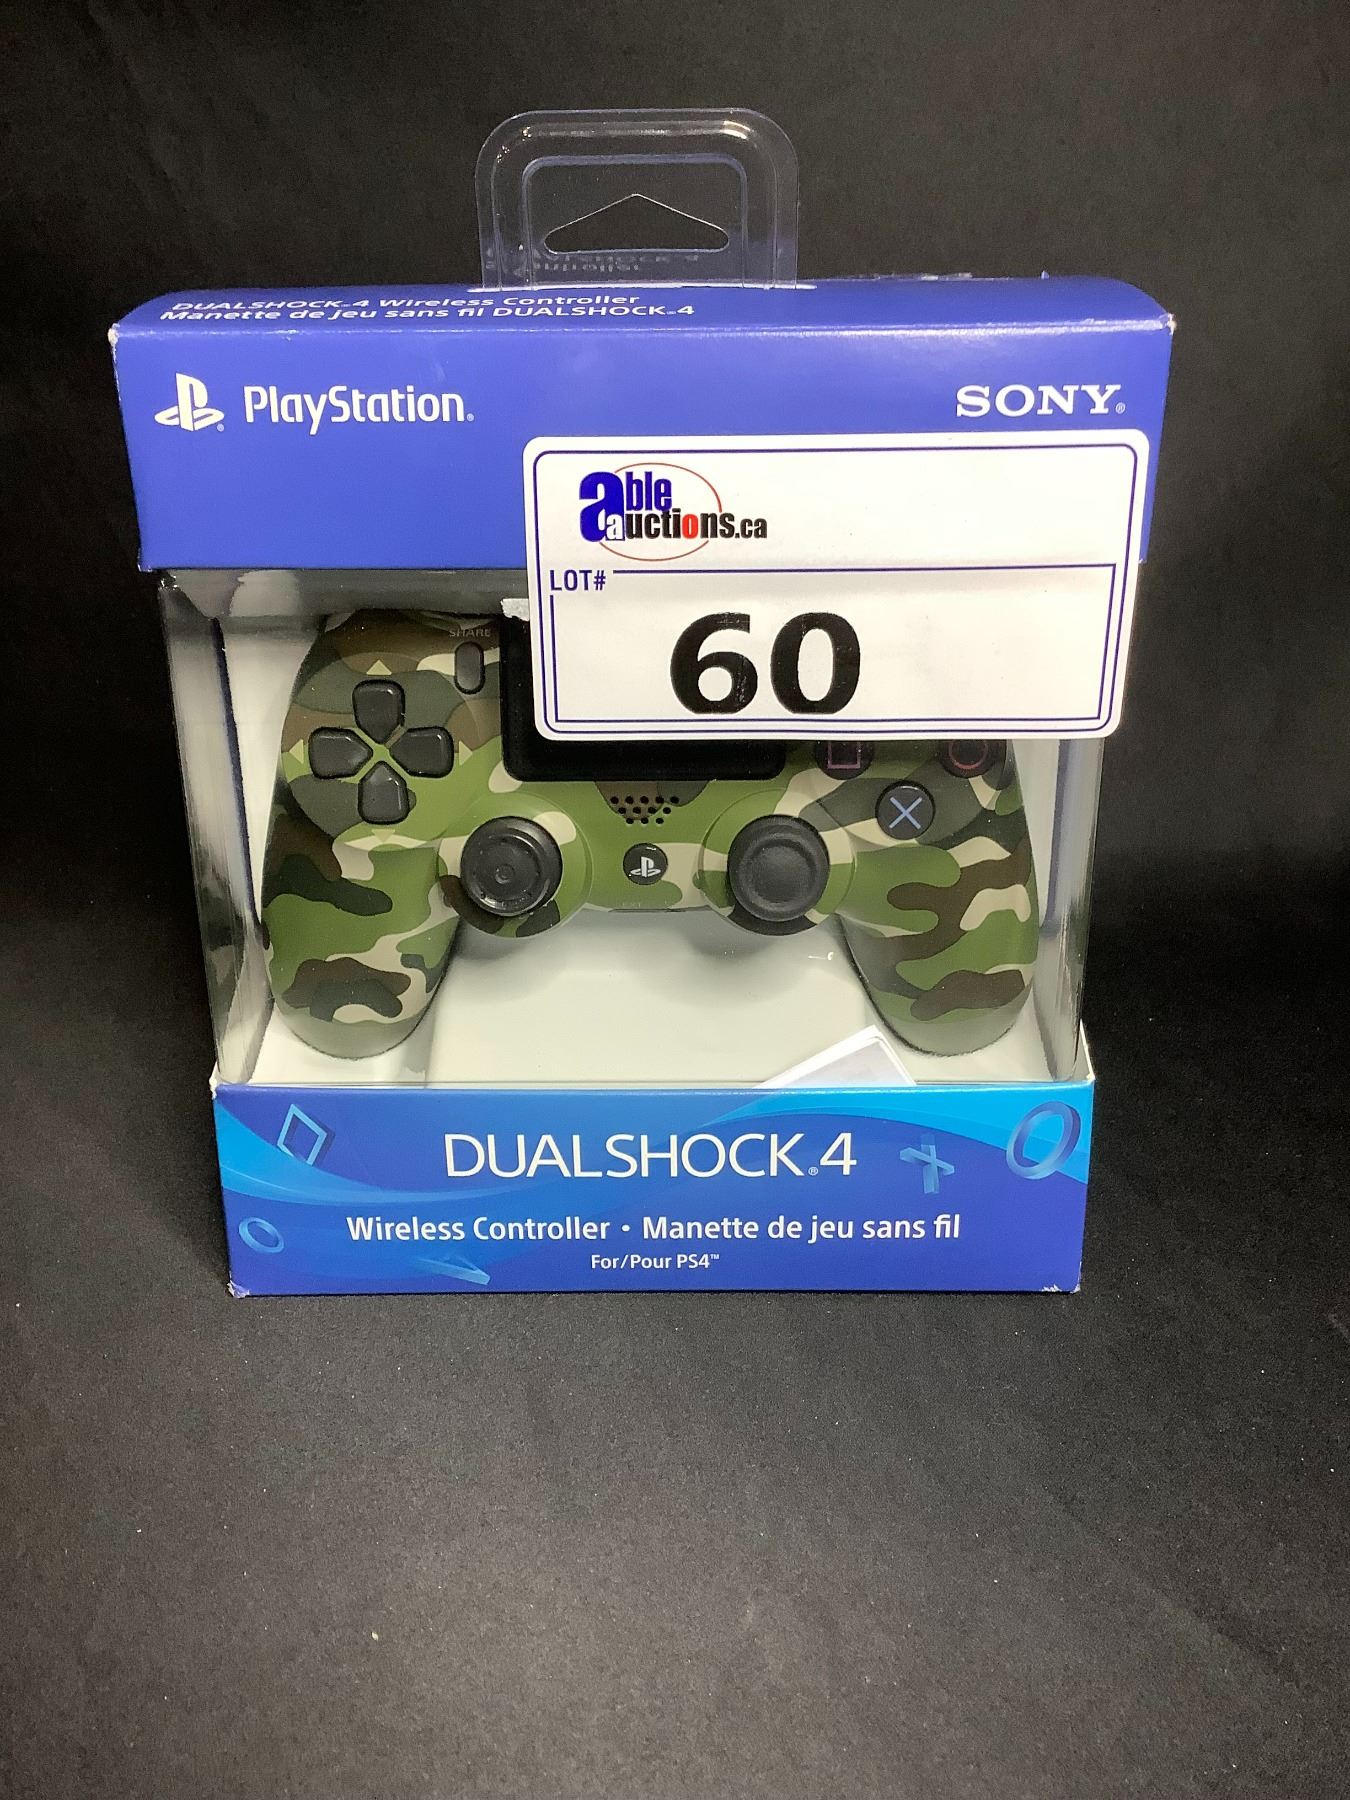 DUALSHOCK®4 Wireless Controller
Manette de jeu sans fil DUALSHOCK®4
PlayStation®
SONY®
able
auctions.ca
LOT#
60
SHARE
DUALSHOCK®4
Wireless Controller • Manette de jeu sans fil
For/Pour PS4™